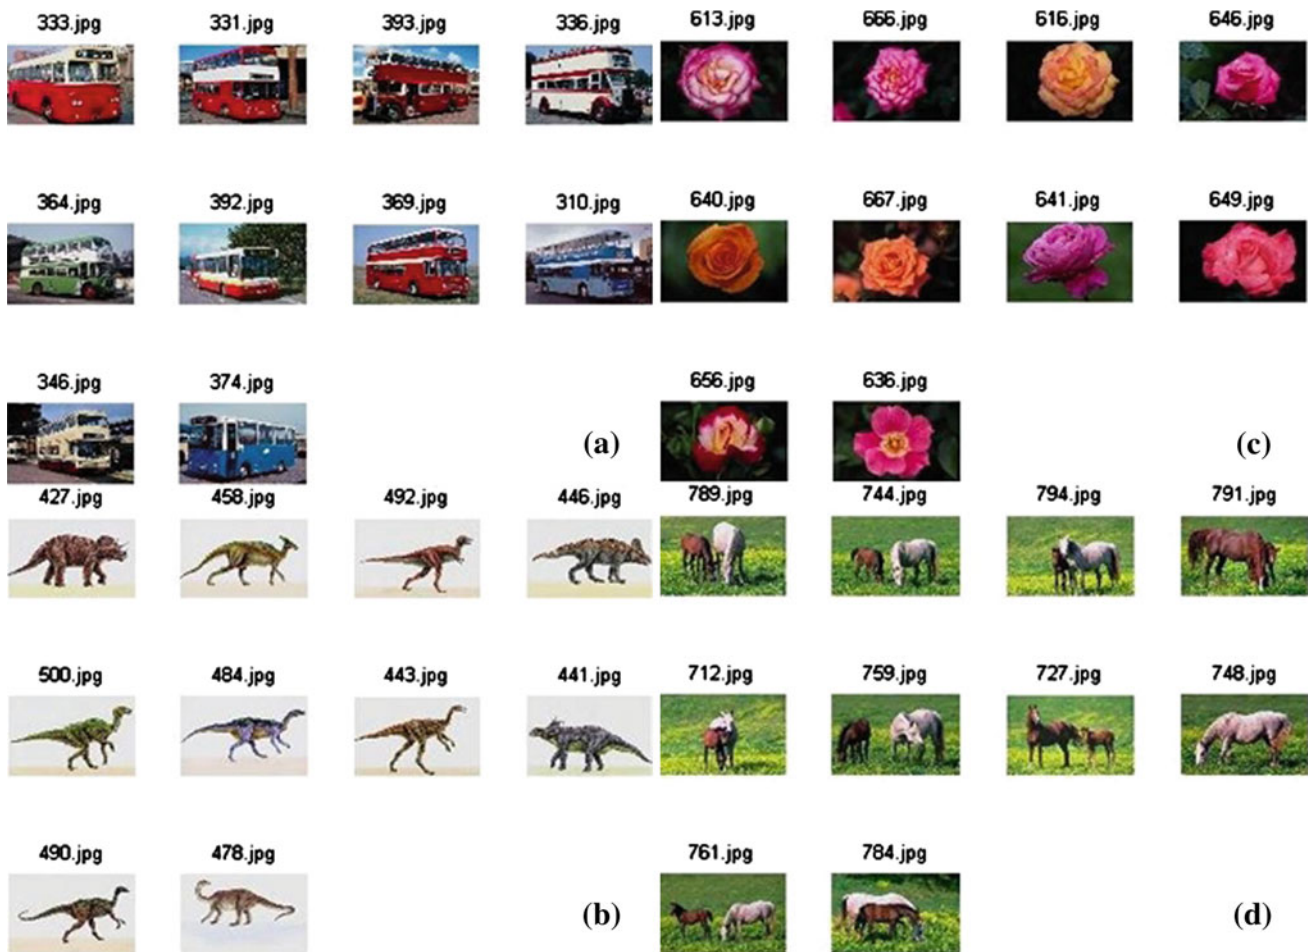 333.jpg 331.jpg 393.jpg 336.jpg 613.jpg 666.jpg 616.jpg 646.jpg
364.jpg 392.jpg 369.jpg 310.jpg 640.jpg 667.jpg 641.jpg 649.jpg
346.jpg 374.jpg 656.jpg 636.jpg
(a) (c)
427.jpg 458.jpg 492.jpg 446.jpg 789.jpg 744.jpg 794.jpg 791.jpg
500.jpg 484.jpg 443.jpg 441.jpg 712.jpg 759.jpg 727.jpg 748.jpg
490.jpg 478.jpg 761.jpg 784.jpg
(b) (d)